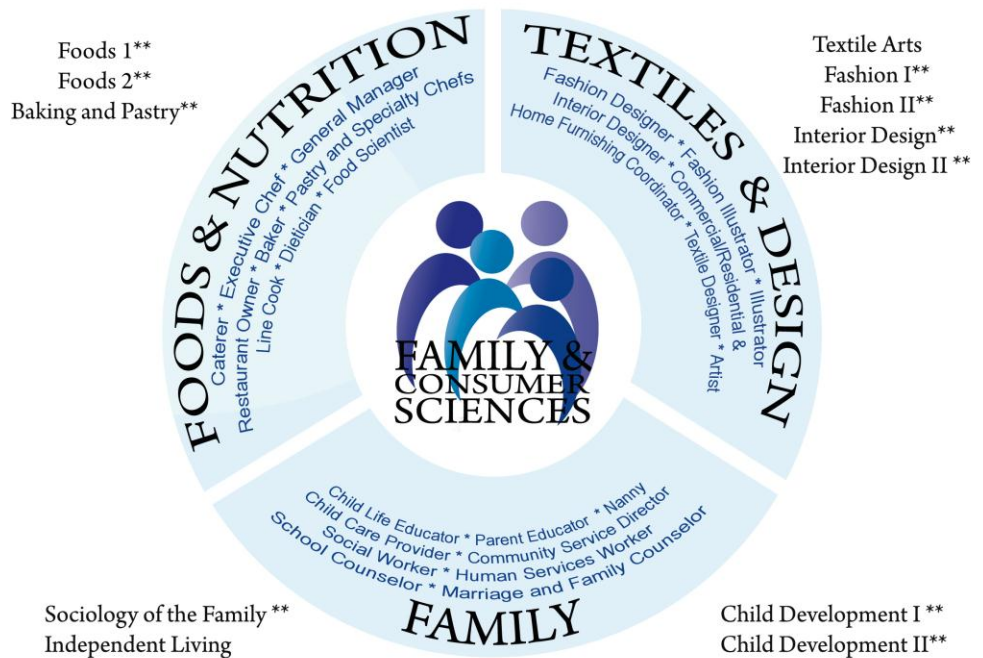 Foods 1**
Foods 2**
Baking and Pastry**
FOODS & NUTRITION
Caterer * Executive Chef * General Manager
Restaurant Owner * Baker * Pastry and Specialty Chefs
Line Cook * Dietician * Food Scientist
TEXTILES & DESIGN
Fashion Designer * Fashion Illustrator * Illustrator
Interior Designer * Commercial/Residential &
Home Furnishing Coordinator * Textile Designer * Artist
Textile Arts
Fashion I**
Fashion II**
Interior Design**
Interior Design II **
FAMILY &
CONSUMER
SCIENCES
Child Life Educator * Parent Educator * Nanny
Child Care Provider * Community Service Director
Social Worker * Human Services Worker
School Counselor * Marriage and Family Counselor
FAMILY
Sociology of the Family **
Independent Living
Child Development I **
Child Development II**